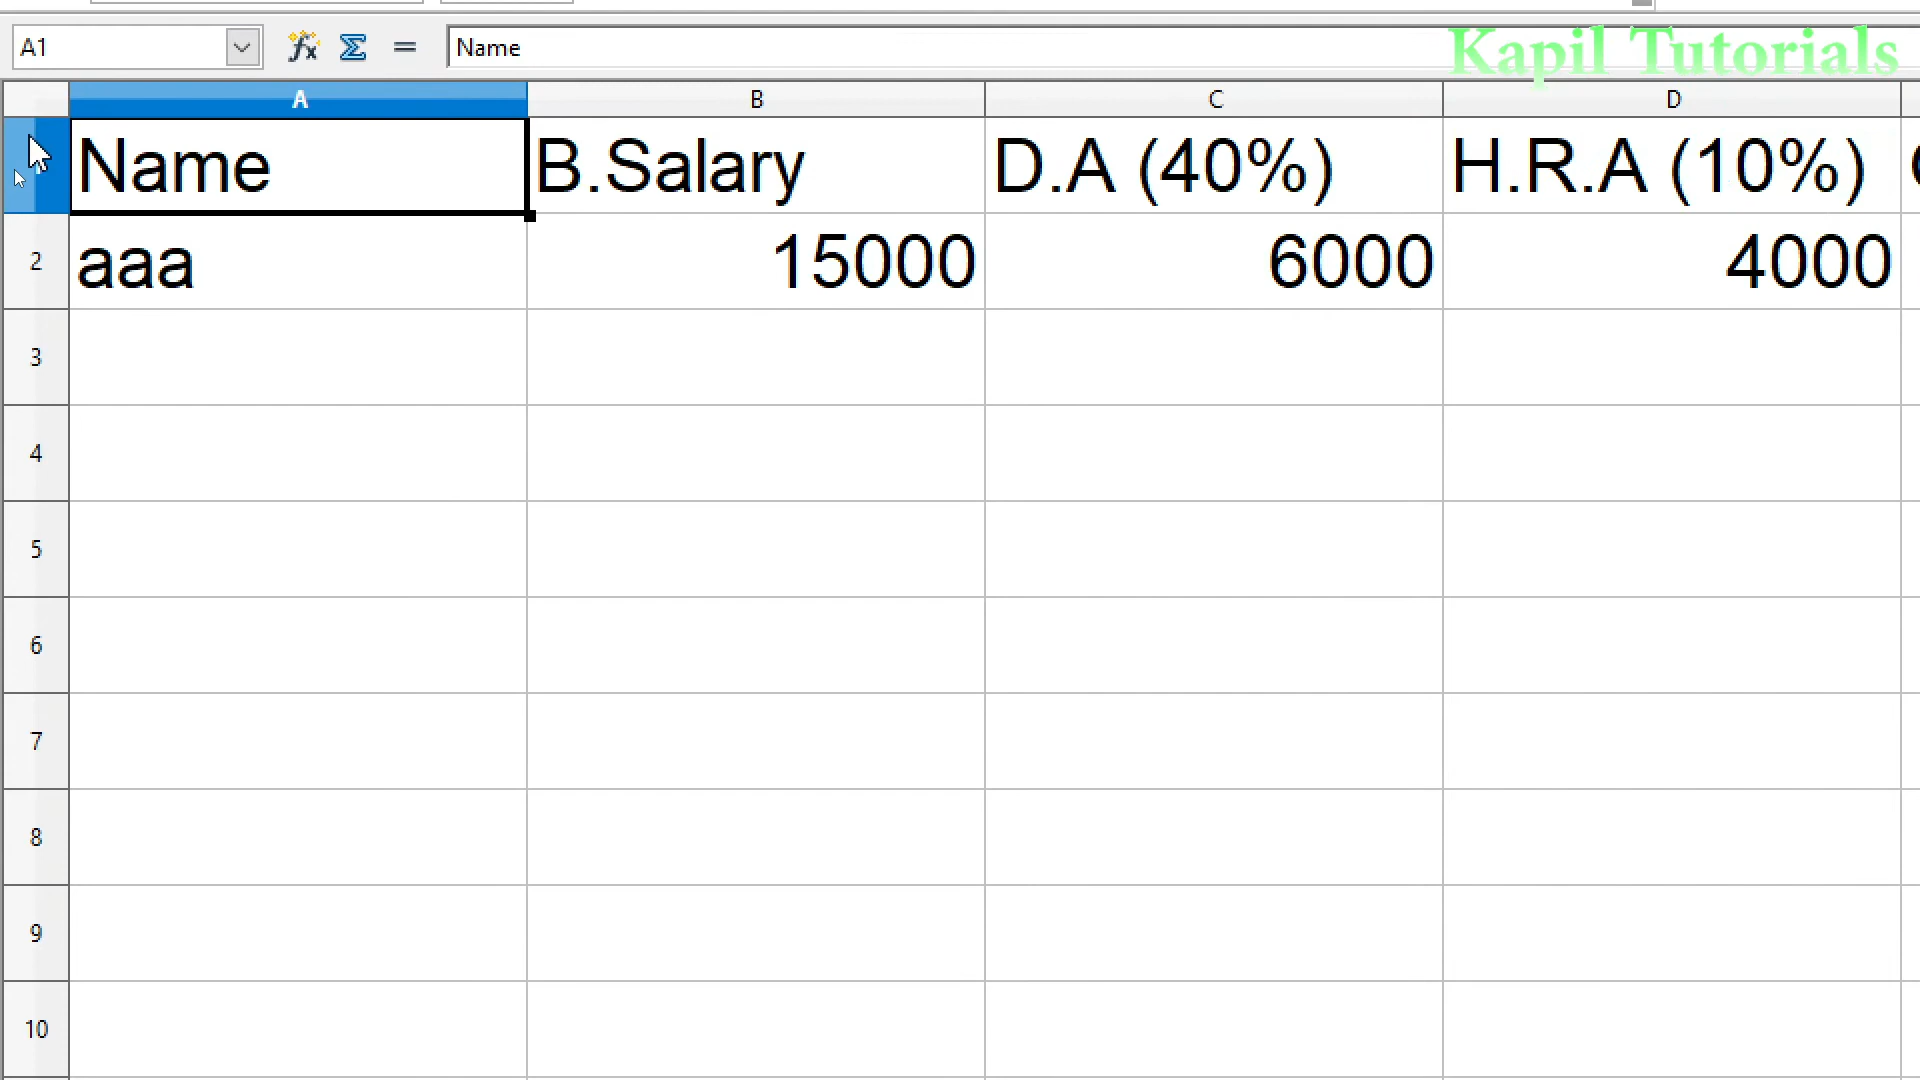 A1 Name
Kapil Tutorials
A B C D
Name B.Salary D.A (40%) H.R.A (10%)
2 aaa 15000 6000 4000
3
4
5
6
7
8
9
10